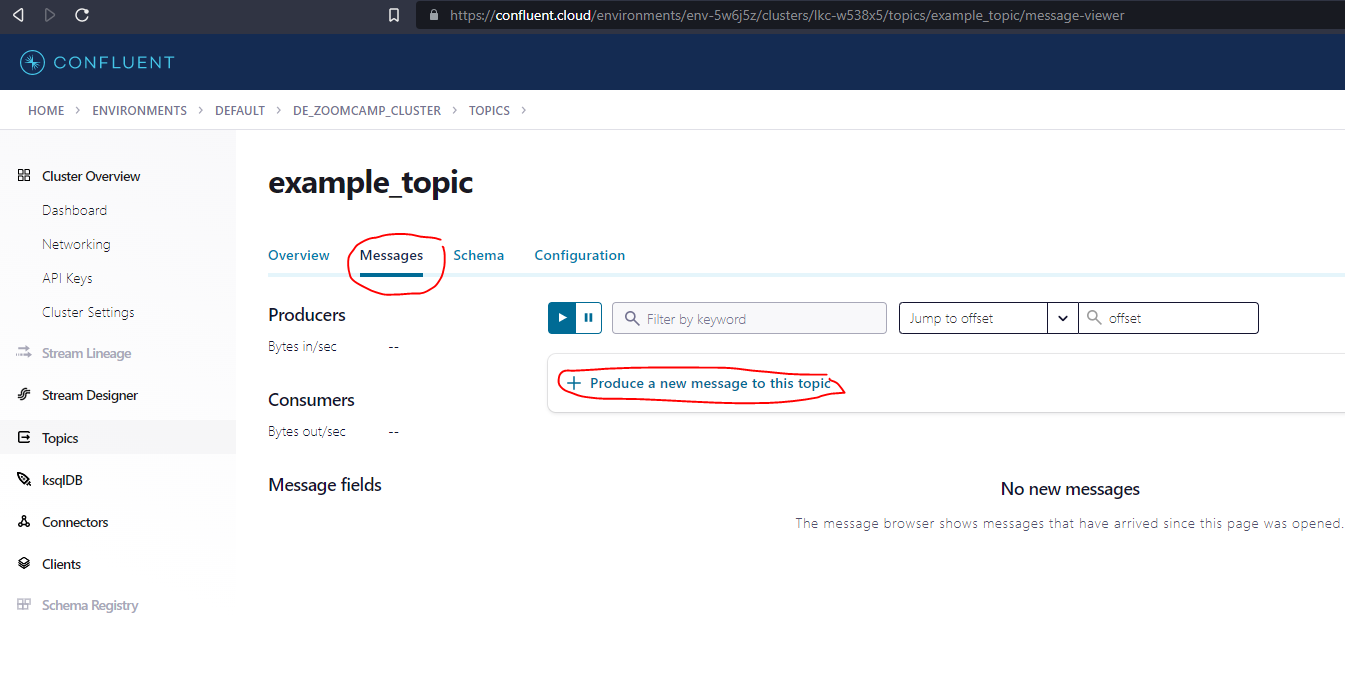 https://confluent.cloud/environments/env-5w6j5z/clusters/lkc-w538x5/topics/example_topic/message-viewer
CONFLUENT
HOME > ENVIRONMENTS > DEFAULT > DE_ZOOMCAMP_CLUSTER > TOPICS >
Cluster Overview
Dashboard
Networking
API Keys
Cluster Settings
Stream Lineage
Stream Designer
Topics
ksqlDB
Connectors
Clients
Schema Registry
example_topic
Overview Messages Schema Configuration
Producers
Bytes in/sec --
Consumers
Bytes out/sec --
Message fields
Filter by keyword Jump to offset offset
+ Produce a new message to this topic
No new messages
The message browser shows messages that have arrived since this page was opened.